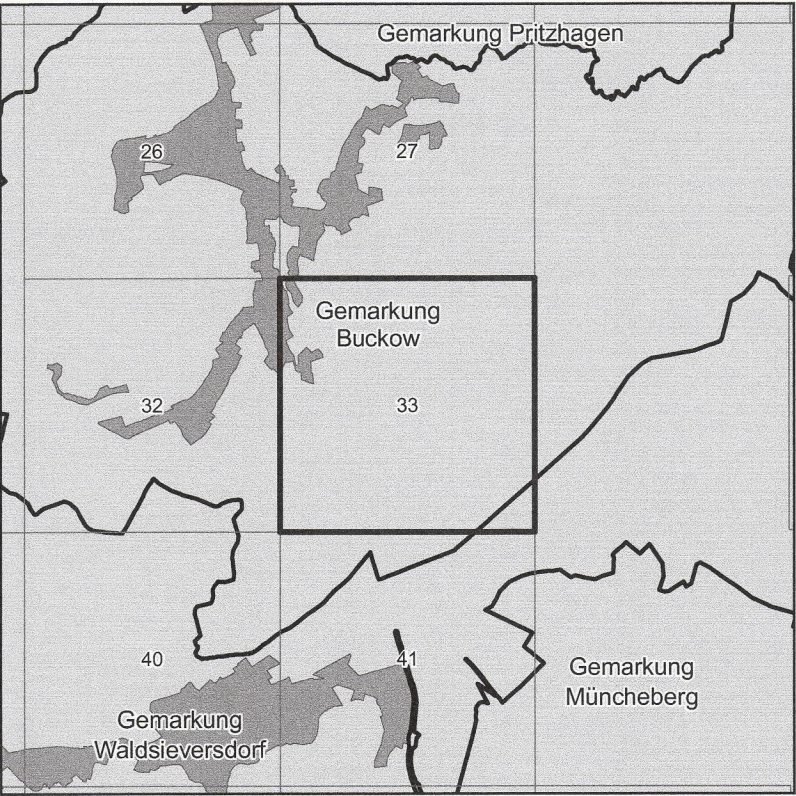 Gemarkung Pritzhagen
26
27
Gemarkung
Buckow
32
33
40
41
Gemarkung
Müncheberg
Gemarkung
Waldsieversdorf